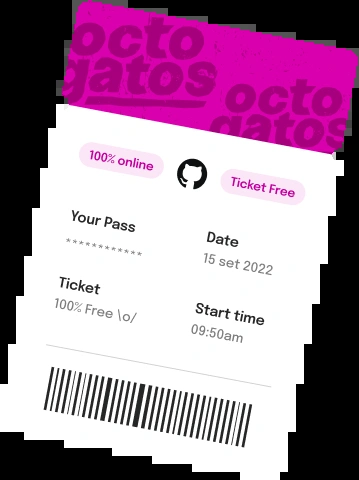 octo
gatos
octo
gatos
100% online
Ticket Free
Your Pass
************
Date
15 set 2022
Ticket
100% Free \o/
Start time
09:50am